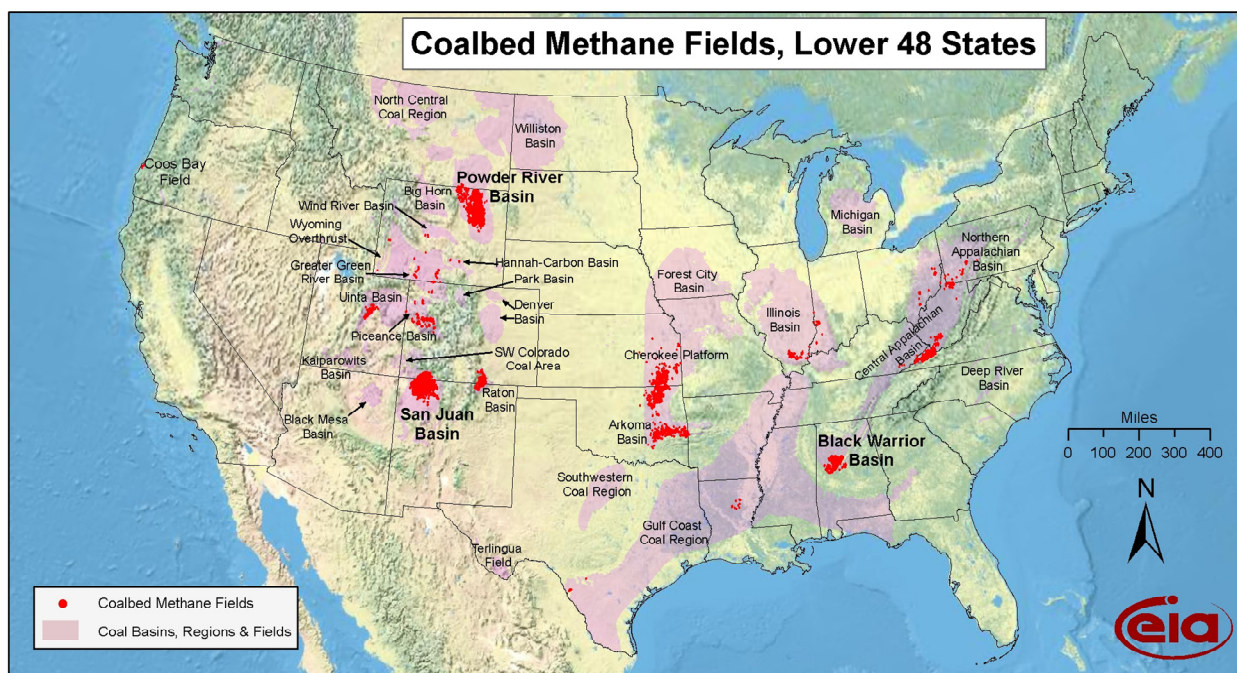 Coalbed Methane Fields, Lower 48 States
North Central
Coal Region
Williston
Basin
Coos Bay
Field
Powder River
Basin
Big Horn
Basin
Wind River Basin
Wyoming
Overthrust
Greater Green
River Basin
Hannah-Carbon Basin
Park Basin
Uinta Basin
Denver
Basin
Piceance Basin
SW Colorado
Coal Area
Kaiparowits
Basin
Black Mesa
Basin
San Juan
Basin
Raton
Basin
Michigan
Basin
Forest City
Basin
Illinois
Basin
Northern
Appalachian
Basin
Central Appalachian
Basin
Cherokee Platform
Deep River
Basin
Arkoma
Basin
Black Warrior
Basin
Southwestern
Coal Region
Gulf Coast
Coal Region
Terlingua
Field
Miles
0 100 200 300 400
N
Coalbed Methane Fields
Coal Basins, Regions & Fields
eia